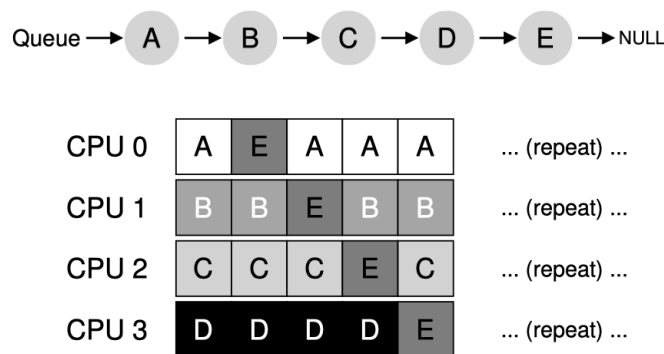 Queue A B C D E NULL
CPU 0 A E A A A ... (repeat) ...
CPU 1 B B E B B ... (repeat) ...
CPU 2 C C C E C ... (repeat) ...
CPU 3 D D D D E ... (repeat) ...